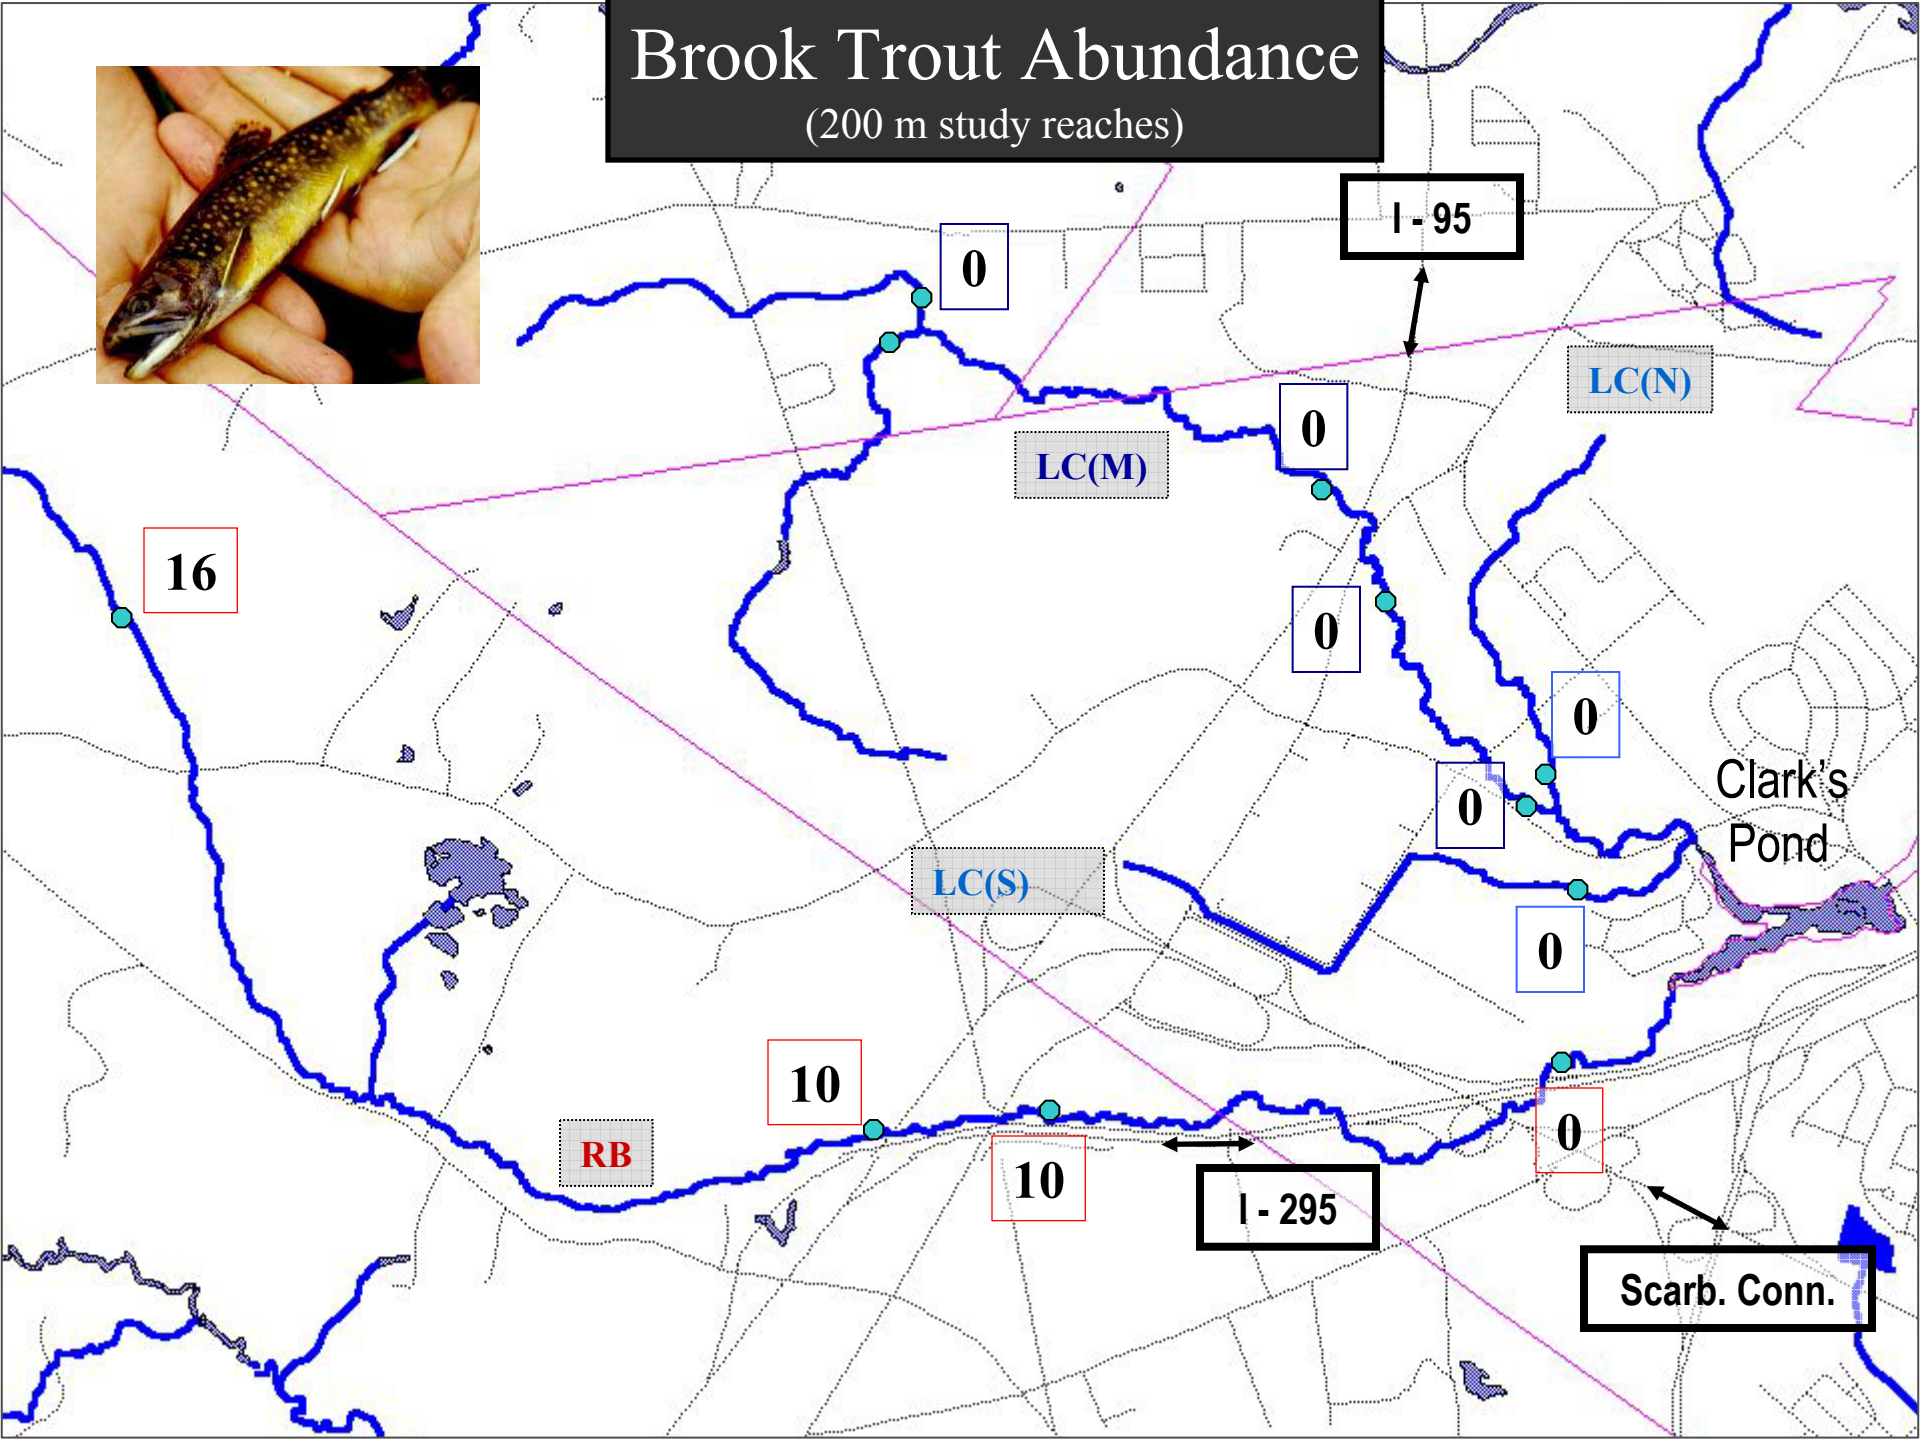 Brook Trout Abundance
(200 m study reaches)
I - 95
0
LC(N)
0
LC(M)
16
0
0
Clark's
Pond
0
LC(S)
0
10
RB
10
0
I - 295
Scarb. Conn.